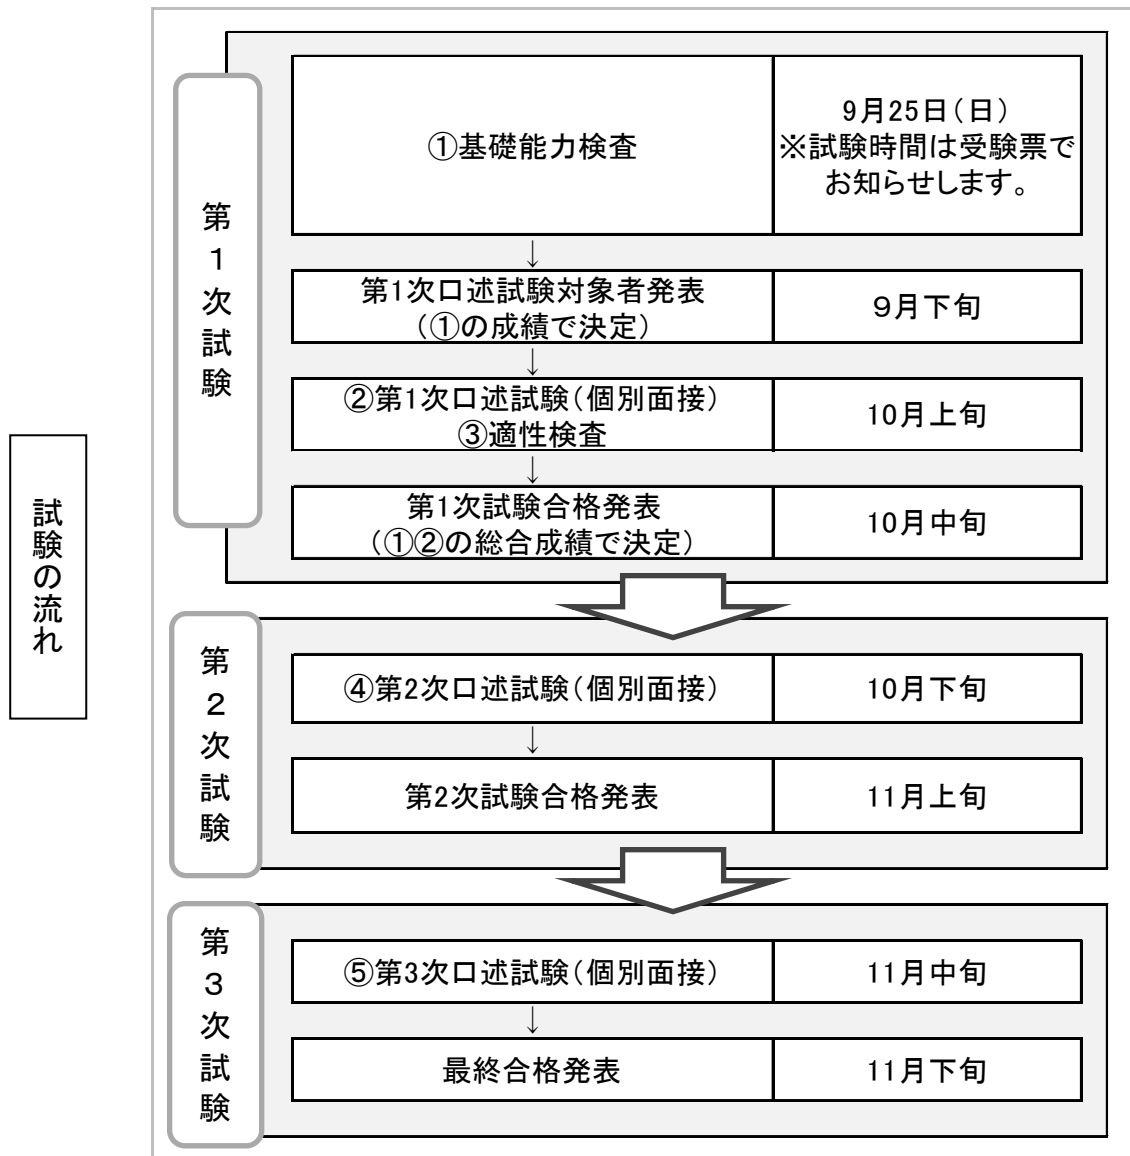 試験の流れ
第1次試験
①基礎能力検査
9月25日(日)
※試験時間は受験票で
お知らせします。
↓
第1次口述試験対象者発表
(①の成績で決定)
9月下旬
↓
②第1次口述試験(個別面接)
③適性検査
10月上旬
↓
第1次試験合格発表
(①②の総合成績で決定)
10月中旬
第2次試験
④第2次口述試験(個別面接)
10月下旬
↓
第2次試験合格発表
11月上旬
第3次試験
⑤第3次口述試験(個別面接)
11月中旬
↓
最終合格発表
11月下旬